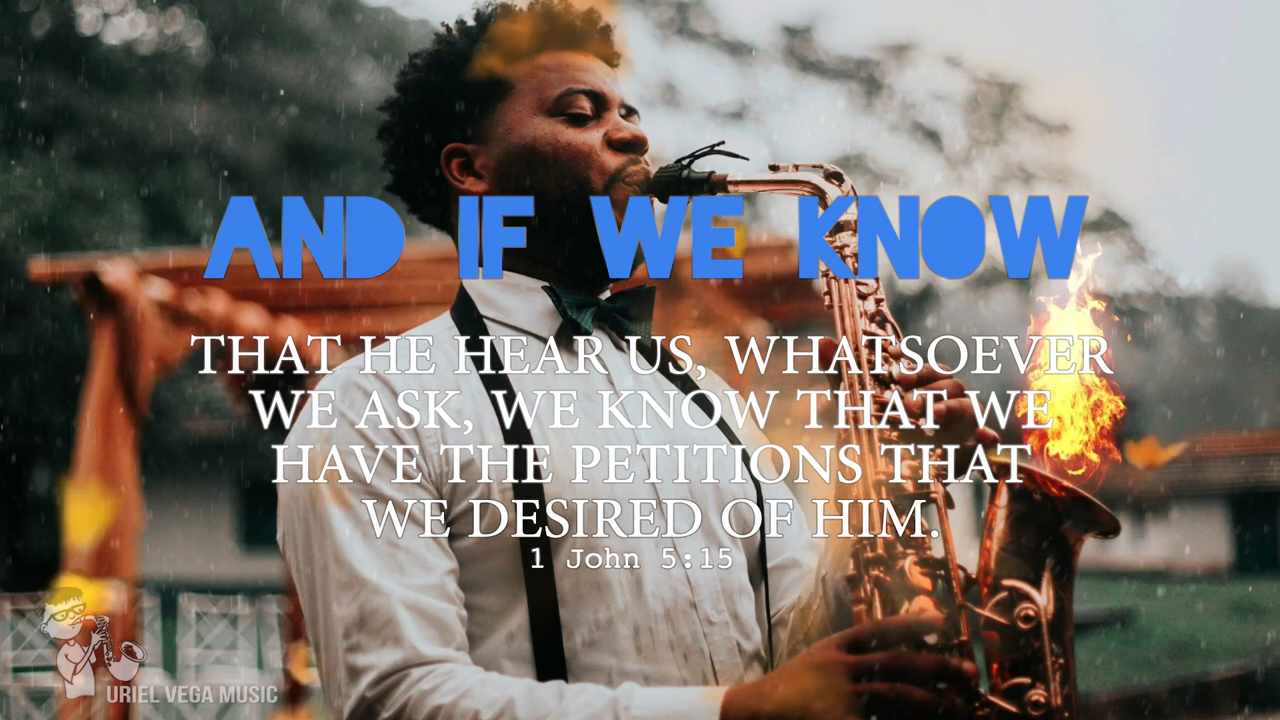 AND IF WE KNOW
THAT HE HEAR US, WHATSOEVER
WE ASK, WE KNOW THAT WE
HAVE THE PETITIONS THAT
WE DESIRED OF HIM.
1 John 5:15
URIEL VEGA MUSIC